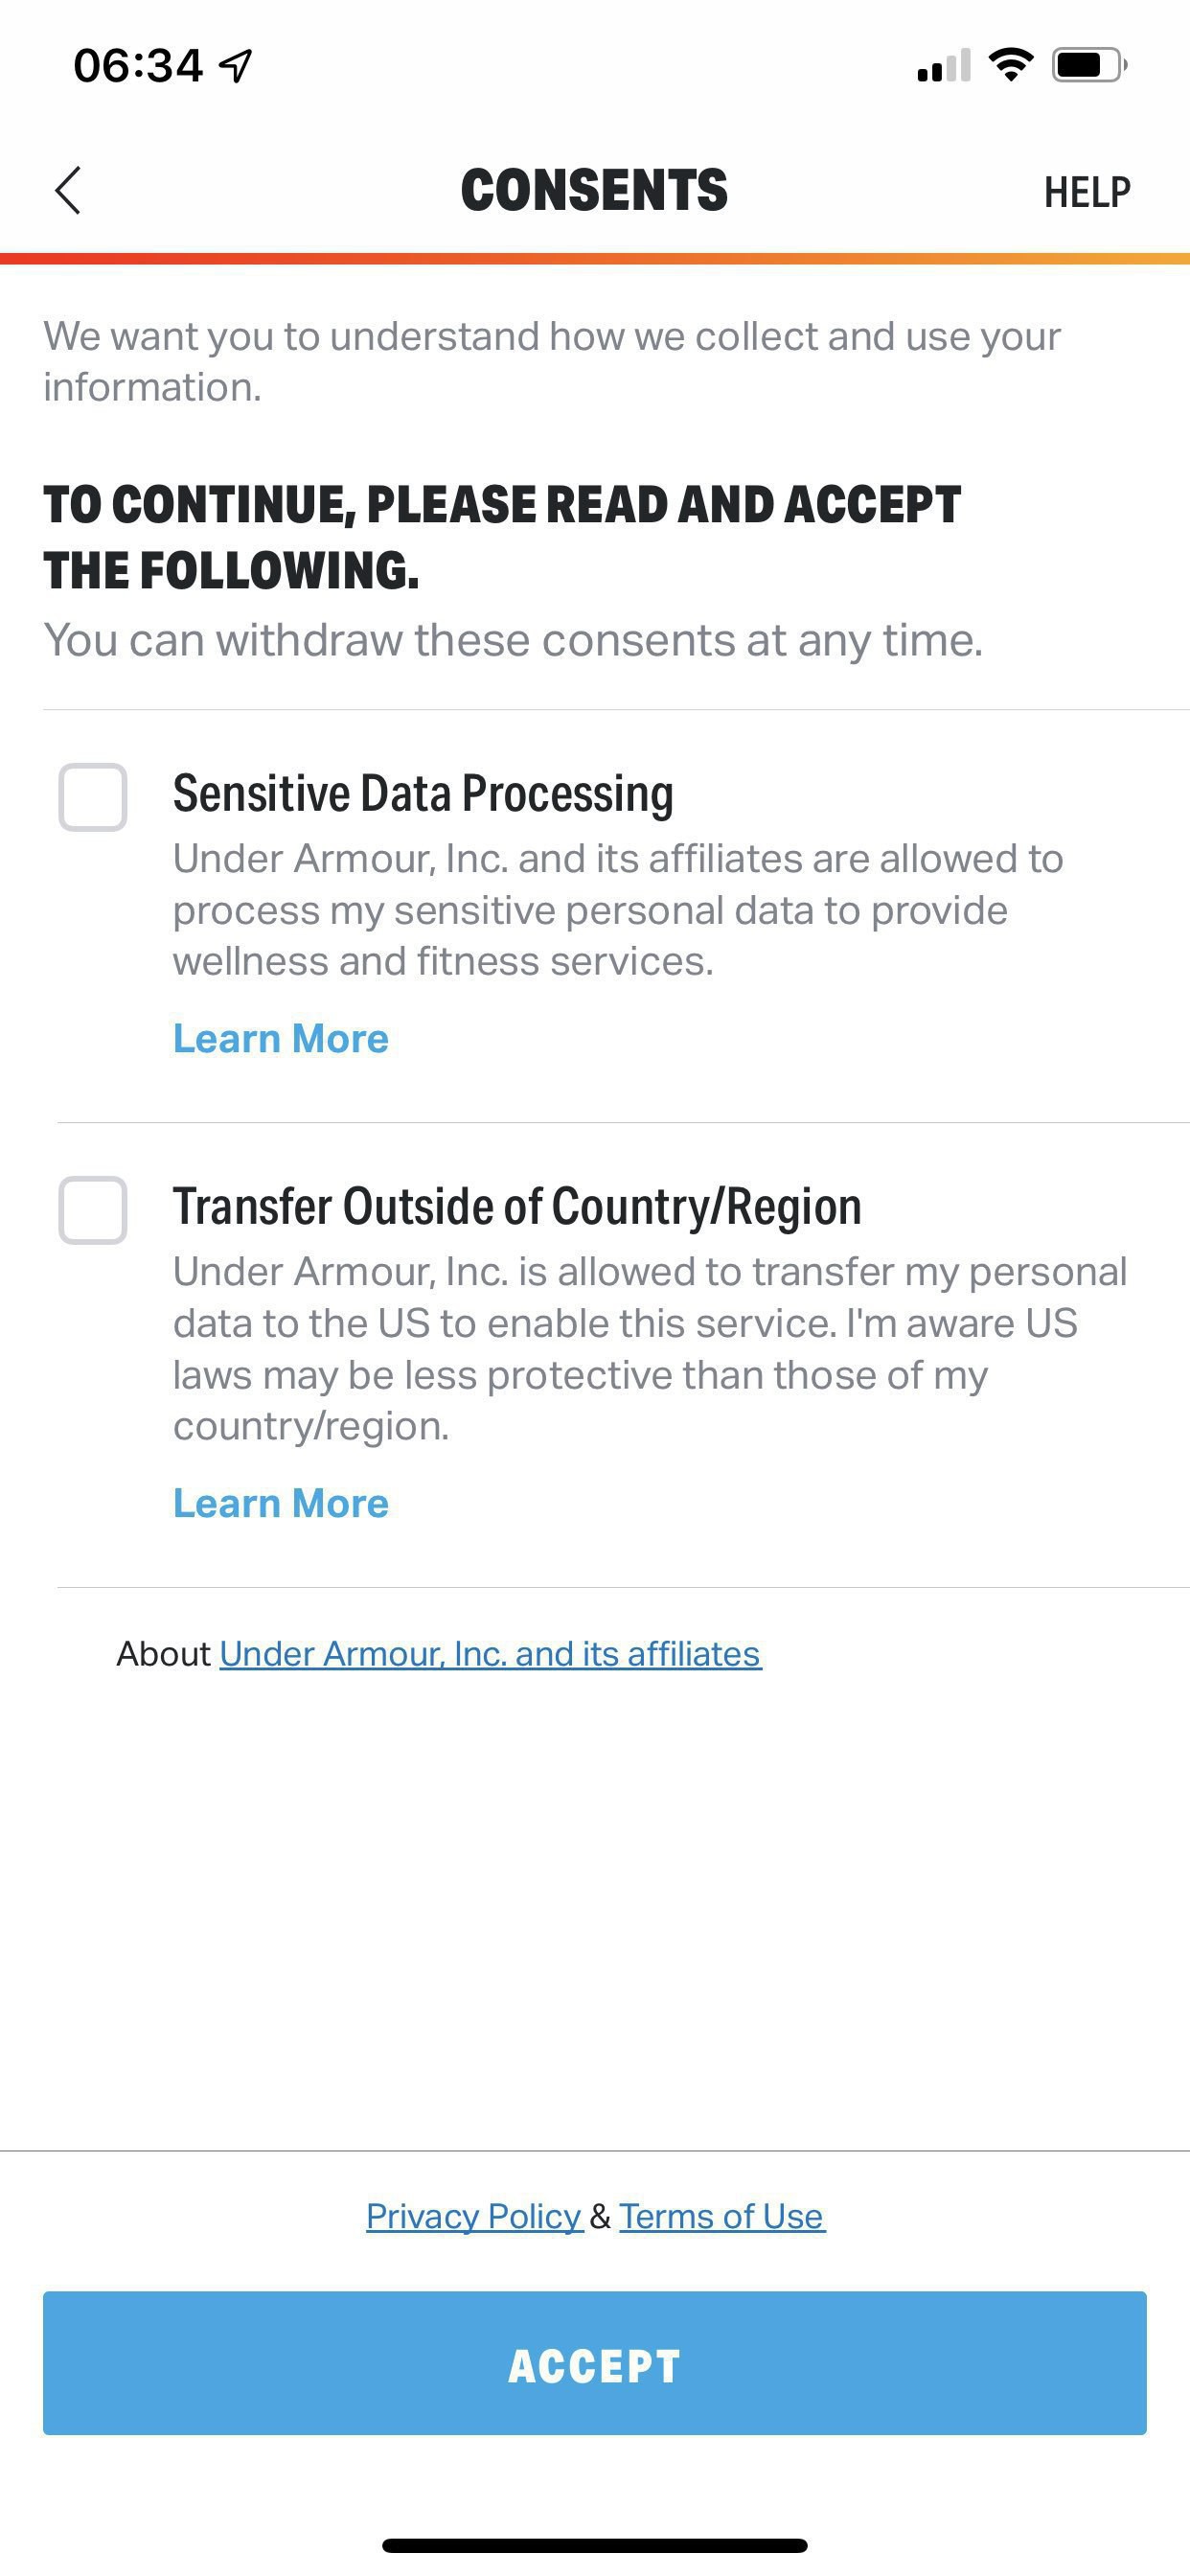 06:34
CONSENTS
HELP
We want you to understand how we collect and use your
information.
TO CONTINUE, PLEASE READ AND ACCEPT
THE FOLLOWING.
You can withdraw these consents at any time.
Sensitive Data Processing
Under Armour, Inc. and its affiliates are allowed to
process my sensitive personal data to provide
wellness and fitness services.
Learn More
Transfer Outside of Country/Region
Under Armour, Inc. is allowed to transfer my personal
data to the US to enable this service. I'm aware US
laws may be less protective than those of my
country/region.
Learn More
About Under Armour, Inc. and its affiliates
Privacy Policy & Terms of Use
ACCEPT